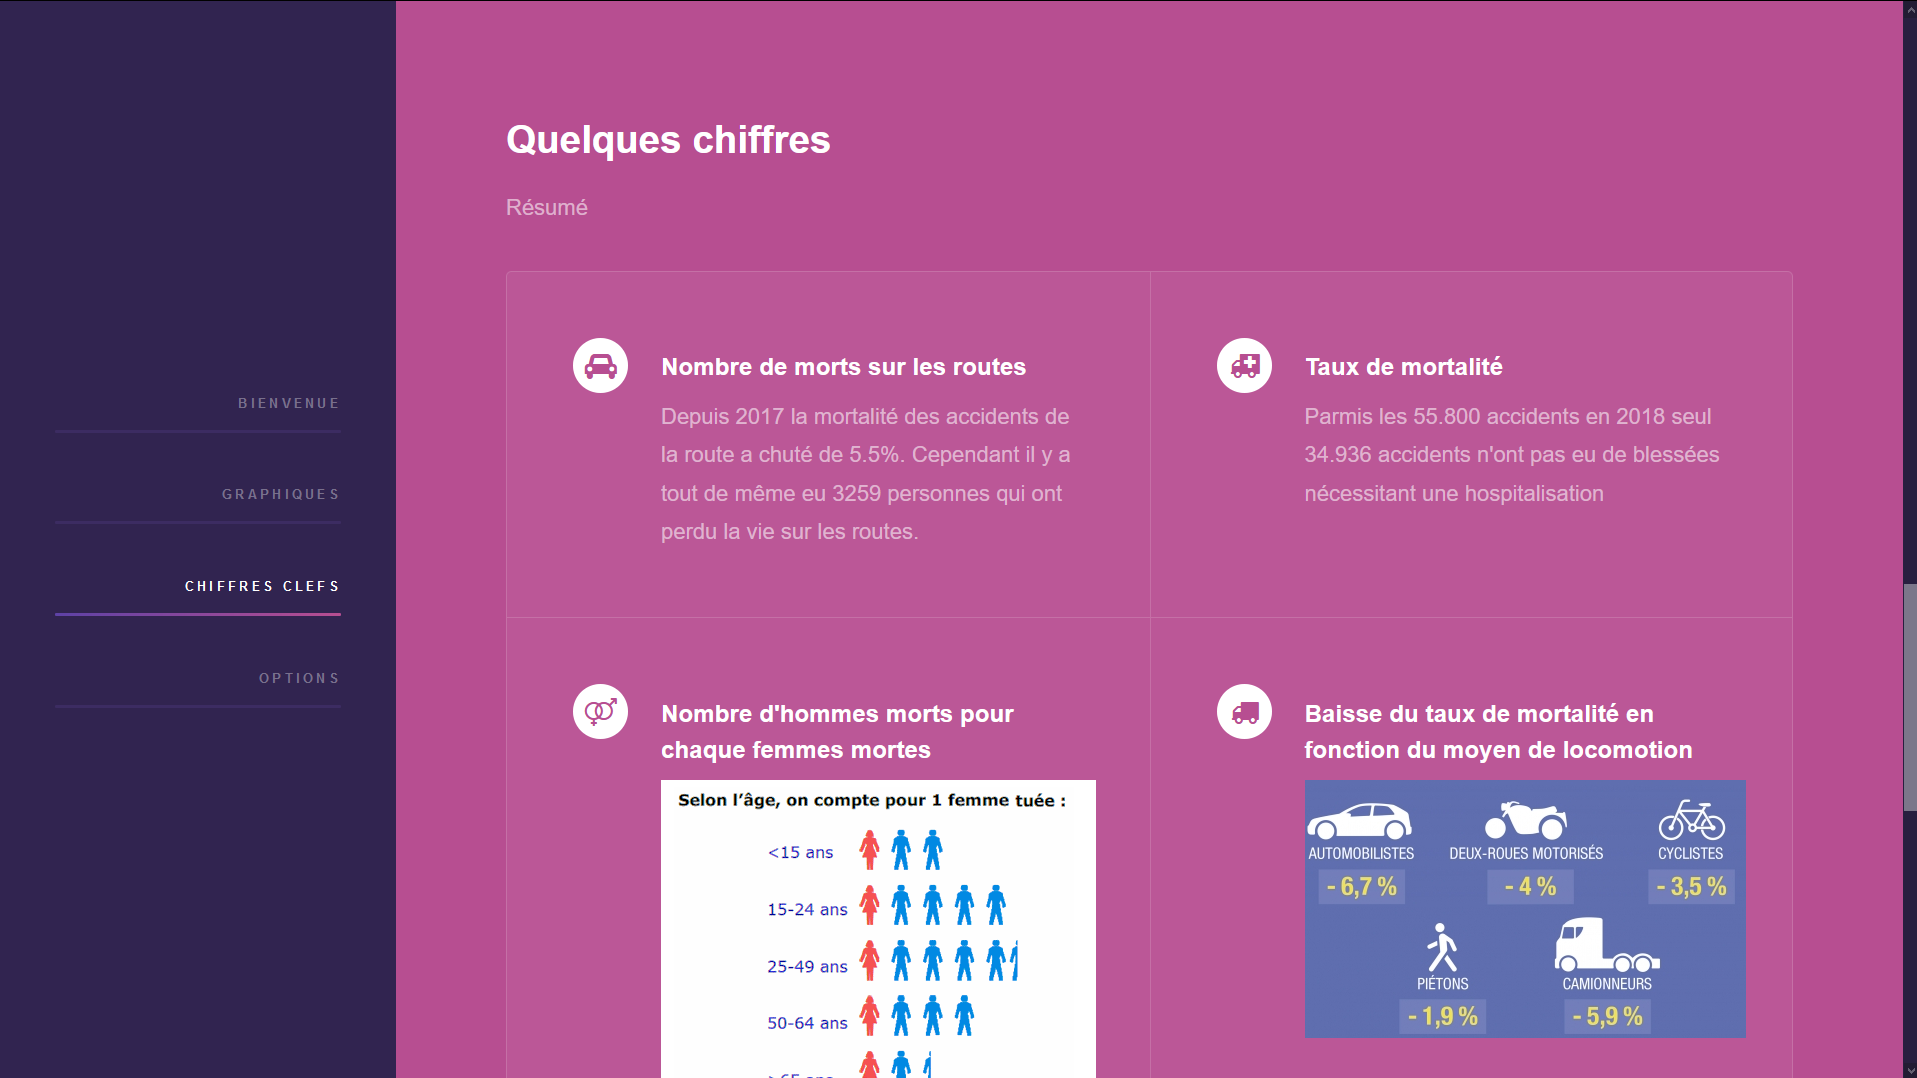 BIENVENUE
GRAPHIQUES
CHIFFRES CLEFS
OPTIONS
Quelques chiffres
Résumé
Nombre de morts sur les routes
Depuis 2017 la mortalité des accidents de
la route a chuté de 5.5%. Cependant il y a
tout de même eu 3259 personnes qui ont
perdu la vie sur les routes.
Taux de mortalité
Parmis les 55.800 accidents en 2018 seul
34.936 accidents n'ont pas eu de blessées
nécessitant une hospitalisation
Nombre d'hommes morts pour
chaque femmes mortes
Selon l'âge, on compte pour 1 femme tuée :
<15 ans
15-24 ans
25-49 ans
50-64 ans
Baisse du taux de mortalité en
fonction du moyen de locomotion
AUTOMOBILISTES DEUX-ROUES MOTORISÉS CYCLISTES
- 6,7 % - 4 % - 3,5 %
PIÉTONS CAMIONNEURS
- 1,9 % - 5,9 %